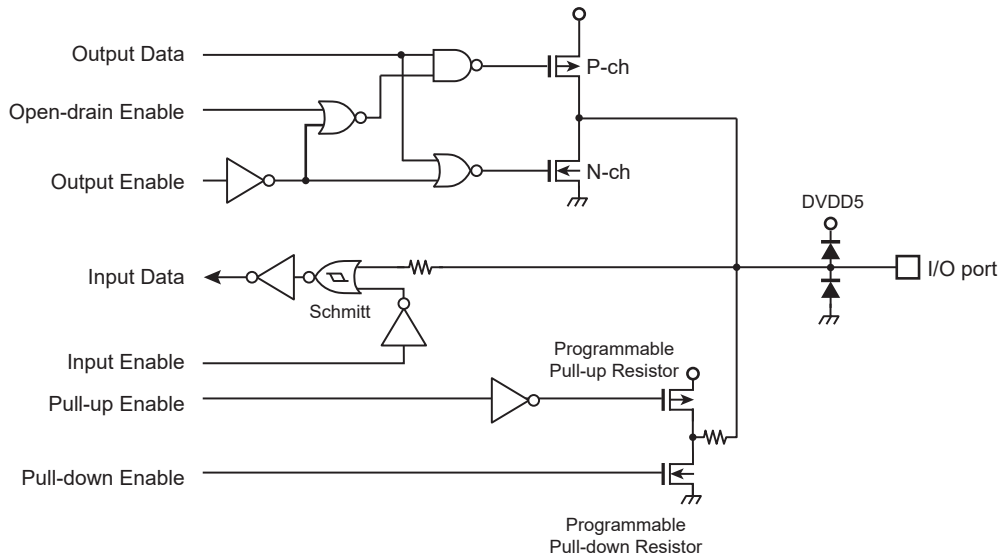 Output Data
P-ch
Open-drain Enable
Output Enable
N-ch
DVDD5
Input Data
I/O port
Schmitt
Input Enable
Programmable
Pull-up Resistor
Pull-up Enable
Pull-down Enable
Programmable
Pull-down Resistor